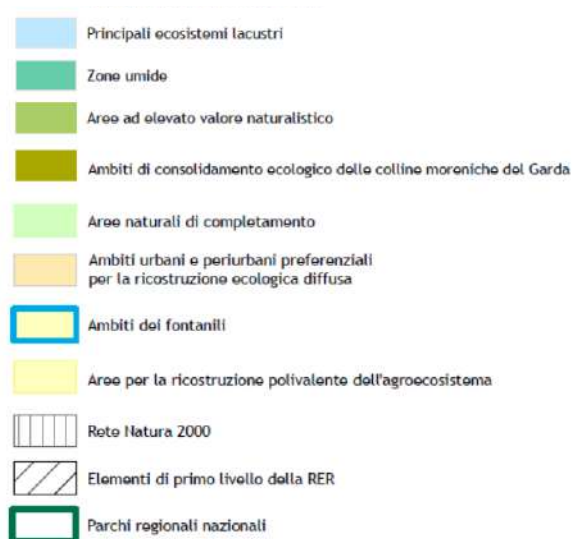 Principali ecosistemi lacustri
Zone umide
Aree ad elevato valore naturalistico
Ambiti di consolidamento ecologico delle colline moreniche del Garda
Aree naturali di completamento
Ambiti urbani e periurbani preferenziali
per la ricostruzione ecologica diffusa
Ambiti dei fontanili
Aree per la ricostruzione polivalente dell'agroecosistema
Rete Natura 2000
Elementi di primo livello della RER
Parchi regionali nazionali